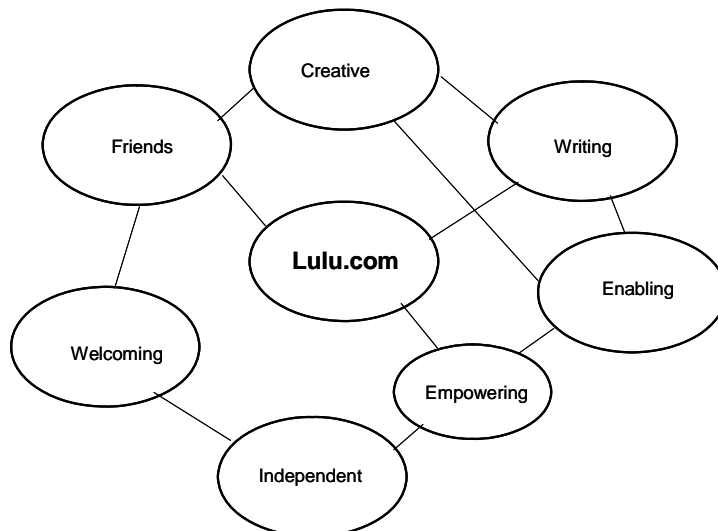 Creative
Friends
Writing
Lulu.com
Enabling
Welcoming
Empowering
Independent